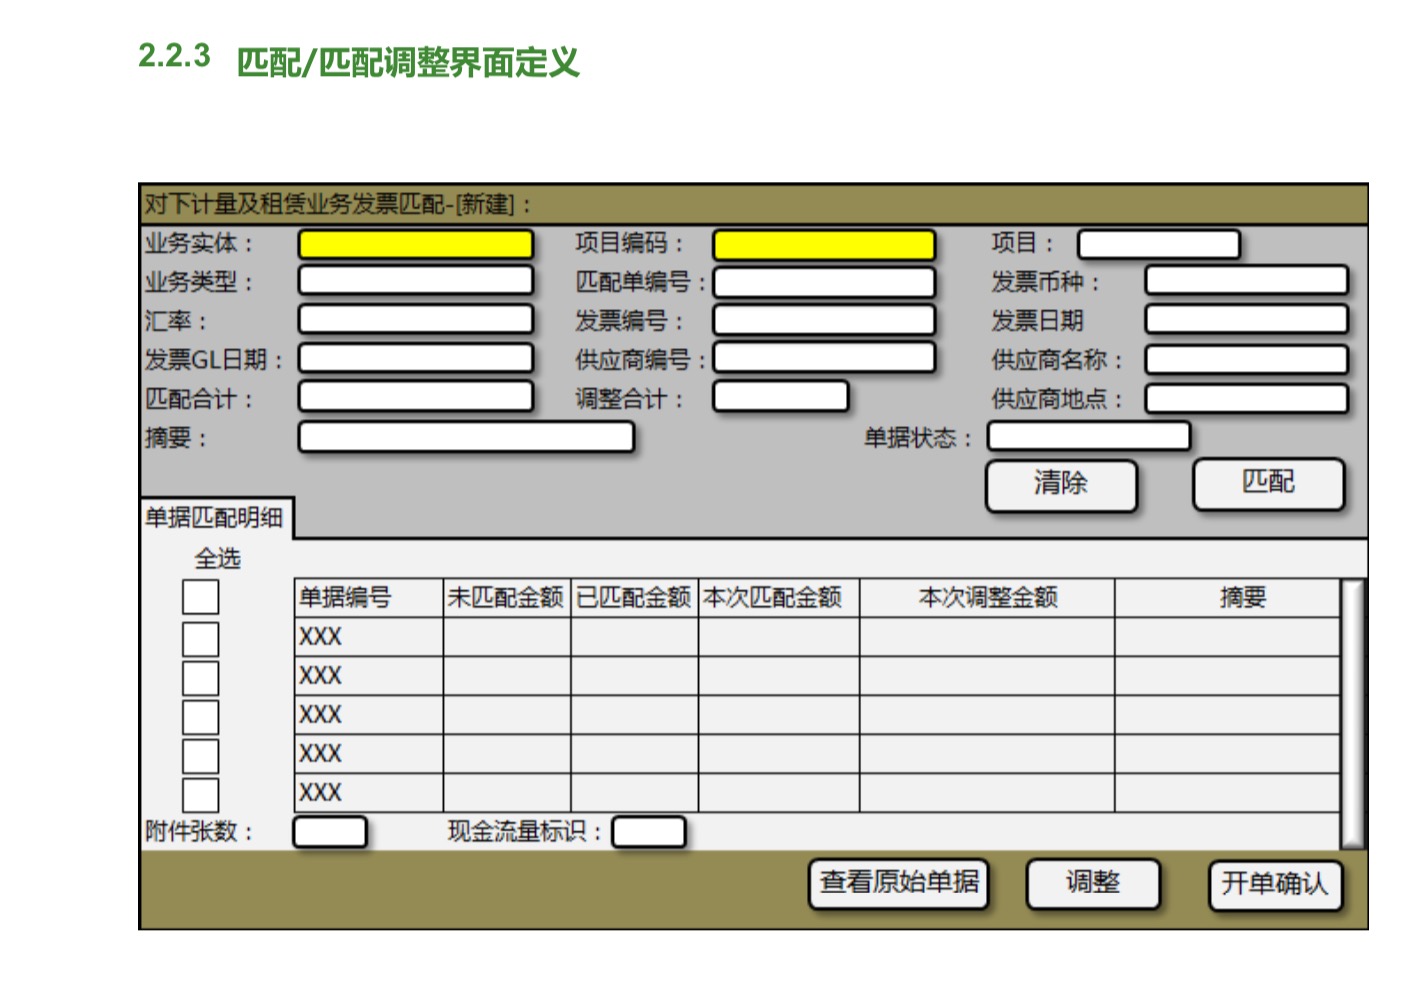 2.2.3 匹配/匹配调整界面定义
对下计量及租赁业务发票匹配-[新建]：
业务实体： 项目编码： 项目：
业务类型： 匹配单编号： 发票币种：
汇率： 发票编号： 发票日期
发票GL日期： 供应商编号： 供应商名称：
匹配合计： 调整合计： 供应商地点：
摘要： 单据状态：
清除 匹配
单据匹配明细
全选
单据编号 未匹配金额 已匹配金额 本次匹配金额 本次调整金额 摘要
XXX
XXX
XXX
XXX
XXX
附件张数： 现金流量标识：
查看原始单据 调整 开单确认